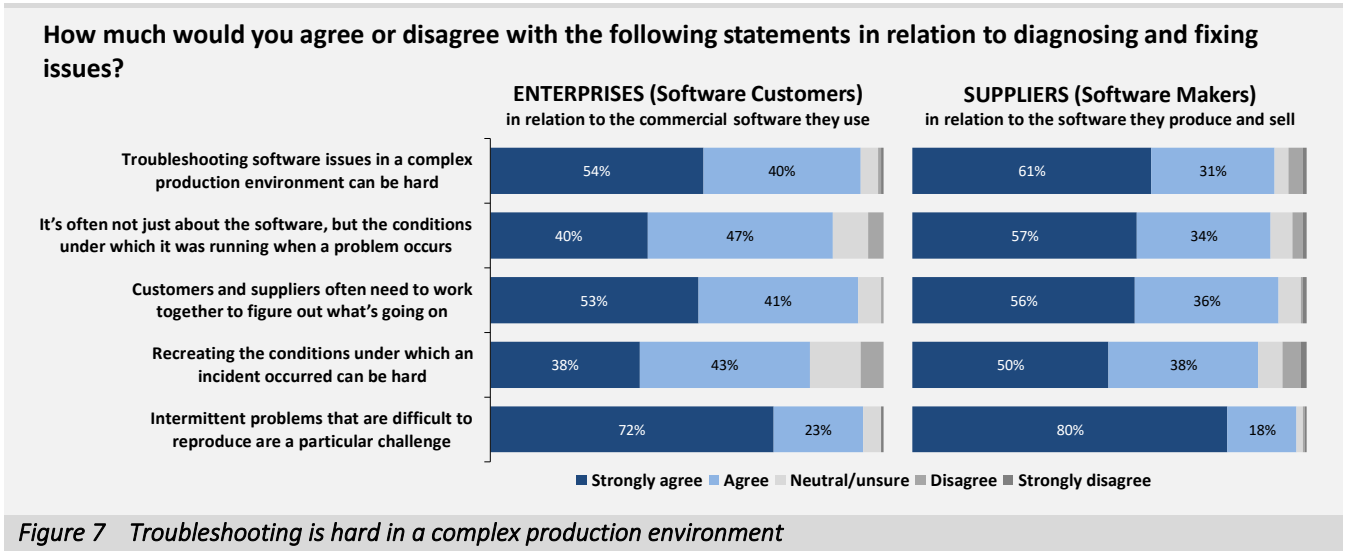 How much would you agree or disagree with the following statements in relation to diagnosing and fixing
issues?
ENTERPRISES (Software Customers)
in relation to the commercial software they use
SUPPLIERS (Software Makers)
in relation to the software they produce and sell
Troubleshooting software issues in a complex
production environment can be hard
54% 40% 61% 31%
It’s often not just about the software, but the conditions
under which it was running when a problem occurs
40% 47% 57% 34%
Customers and suppliers often need to work
together to figure out what’s going on
53% 41% 56% 36%
Recreating the conditions under which an
incident occurred can be hard
38% 43% 50% 38%
Intermittent problems that are difficult to
reproduce are a particular challenge
72% 23% 80% 18%
Strongly agree Agree Neutral/unsure Disagree Strongly disagree
Figure 7 Troubleshooting is hard in a complex production environment